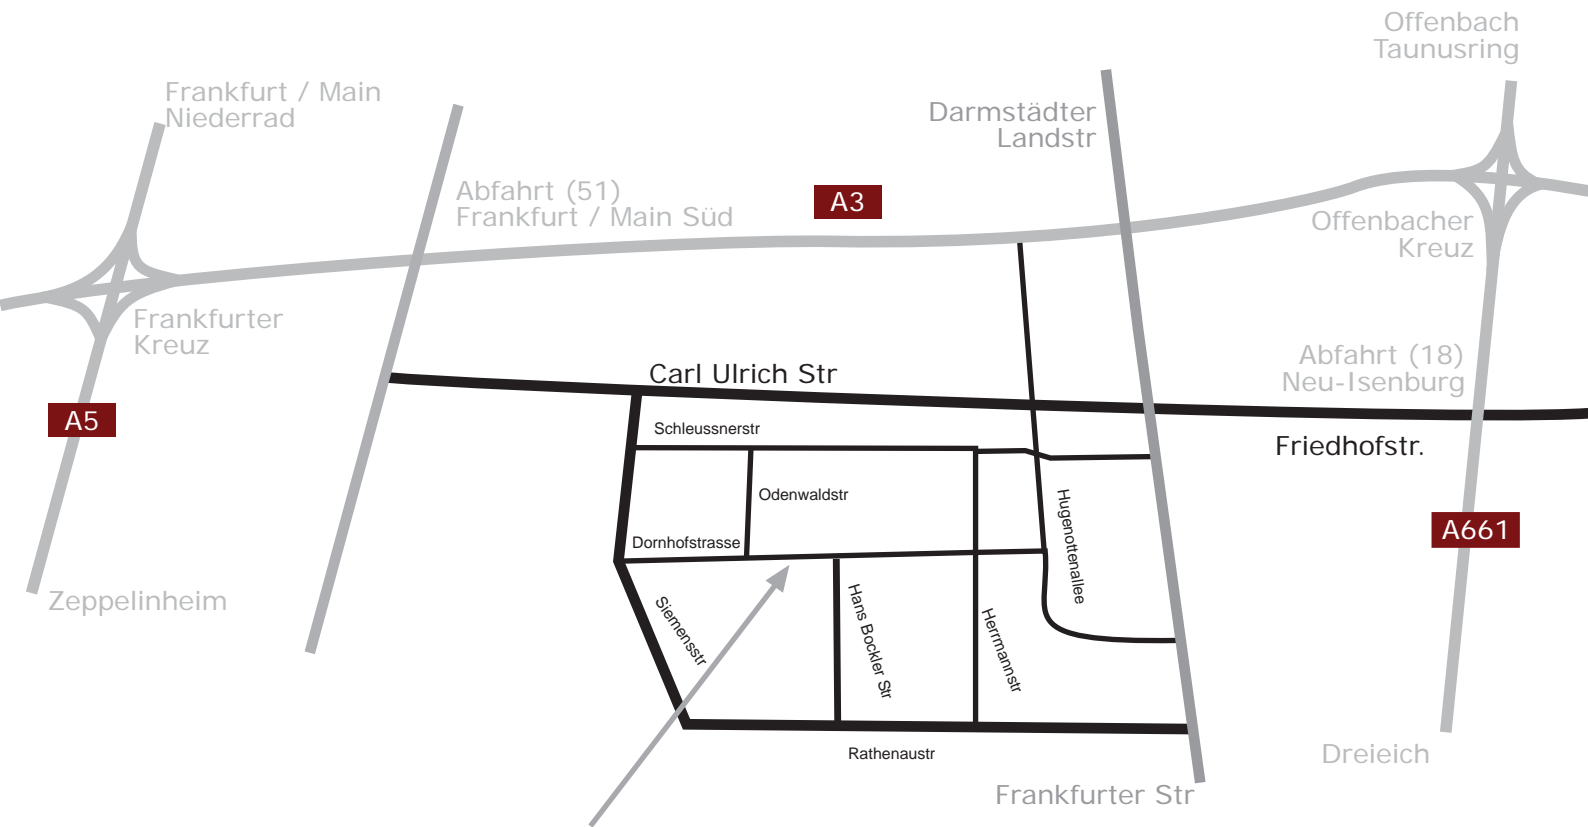 Offenbach
Taunusring
Frankfurt / Main
Niederrad
Darmstädter
Landstr
Abfahrt (51)
Frankfurt / Main Süd
A3
Offenbacher
Kreuz
Frankfurter
Kreuz
Abfahrt (18)
Neu-Isenburg
Carl Ulrich Str
A5
Schleussnerstr
Friedhofstr.
Odenwaldstr
Hugenottenallee
A661
Dornhofstrasse
Zeppelinheim
Siemensstr
Hans Bockler Str
Herrmannstr
Rathenaustr
Dreieich
Frankfurter Str